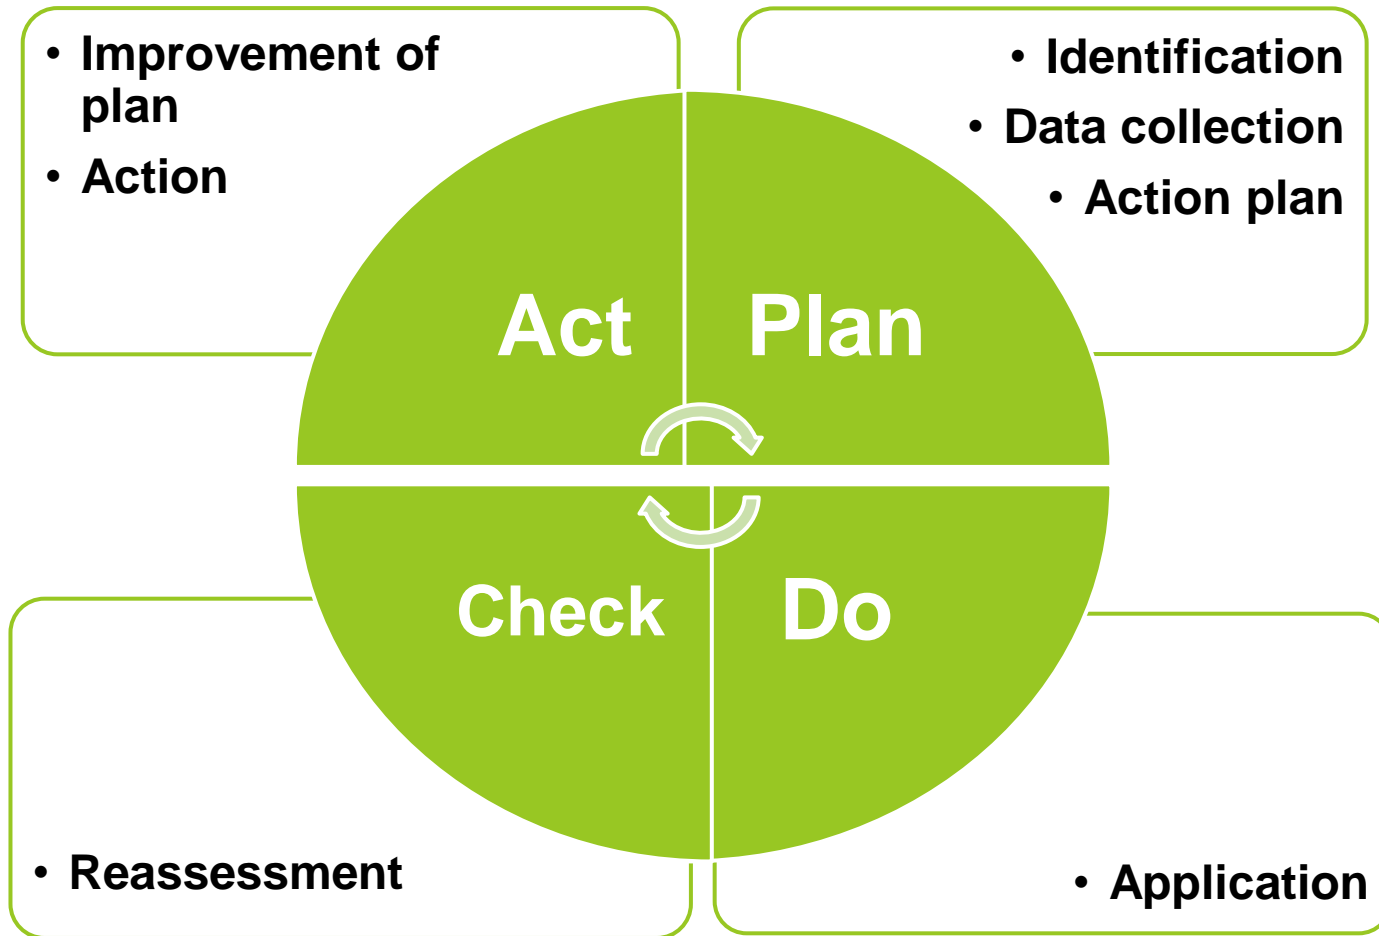 • Improvement of
plan
• Action
• Identification
• Data collection
• Action plan
Act
Plan
Check
Do
• Reassessment
• Application